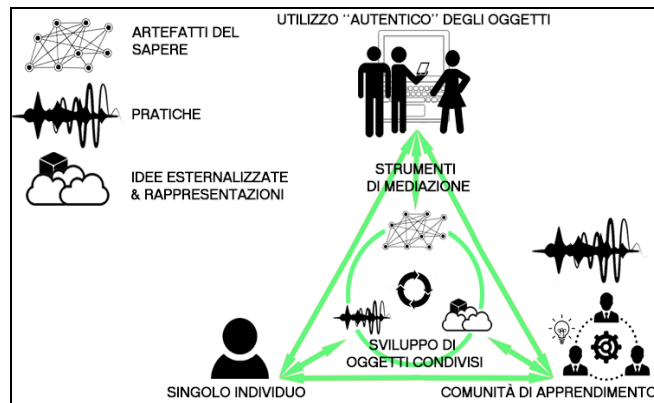 UTILIZZO "AUTENTICO" DEGLI OGGETTI
ARTEFATTI DEL
SAPERE
PRATICHE
IDEE ESTERNALIZZATE
& RAPPRESENTAZIONI
STRUMENTI
DI MEDIAZIONE
SVILUPPO DI
OGGETTI CONDIVISI
SINGOLO INDIVIDUO
COMUNITÀ DI APPRENDIMENTO